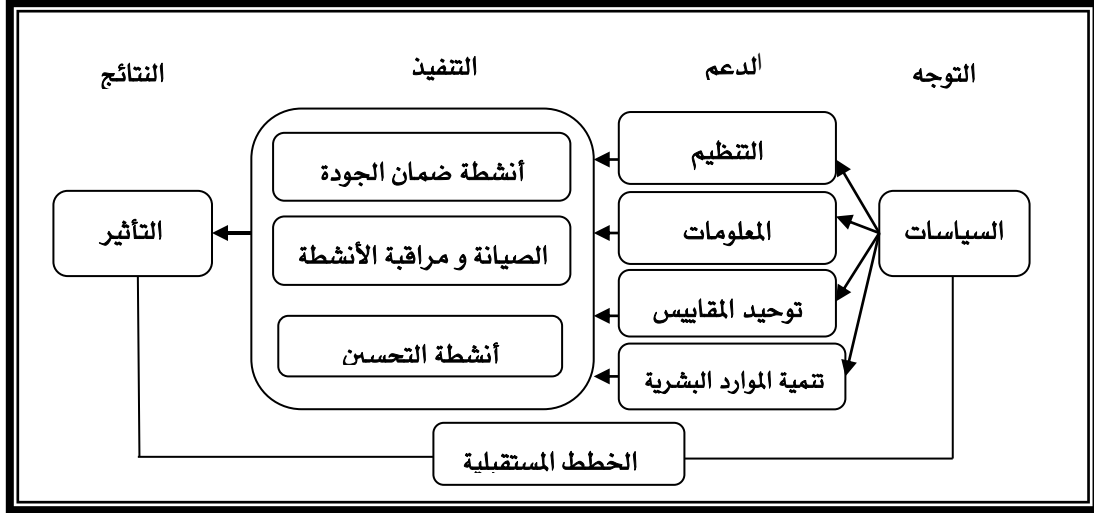 التوجه
الدعم
التنفيذ
النتائج
السياسات
التنظيم
المعلومات
توحيد المقاييس
تنمية الموارد البشرية
أنشطة ضمان الجودة
الصيانة و مراقبة الأنشطة
أنشطة التحسين
التأثير
الخطط المستقبلية